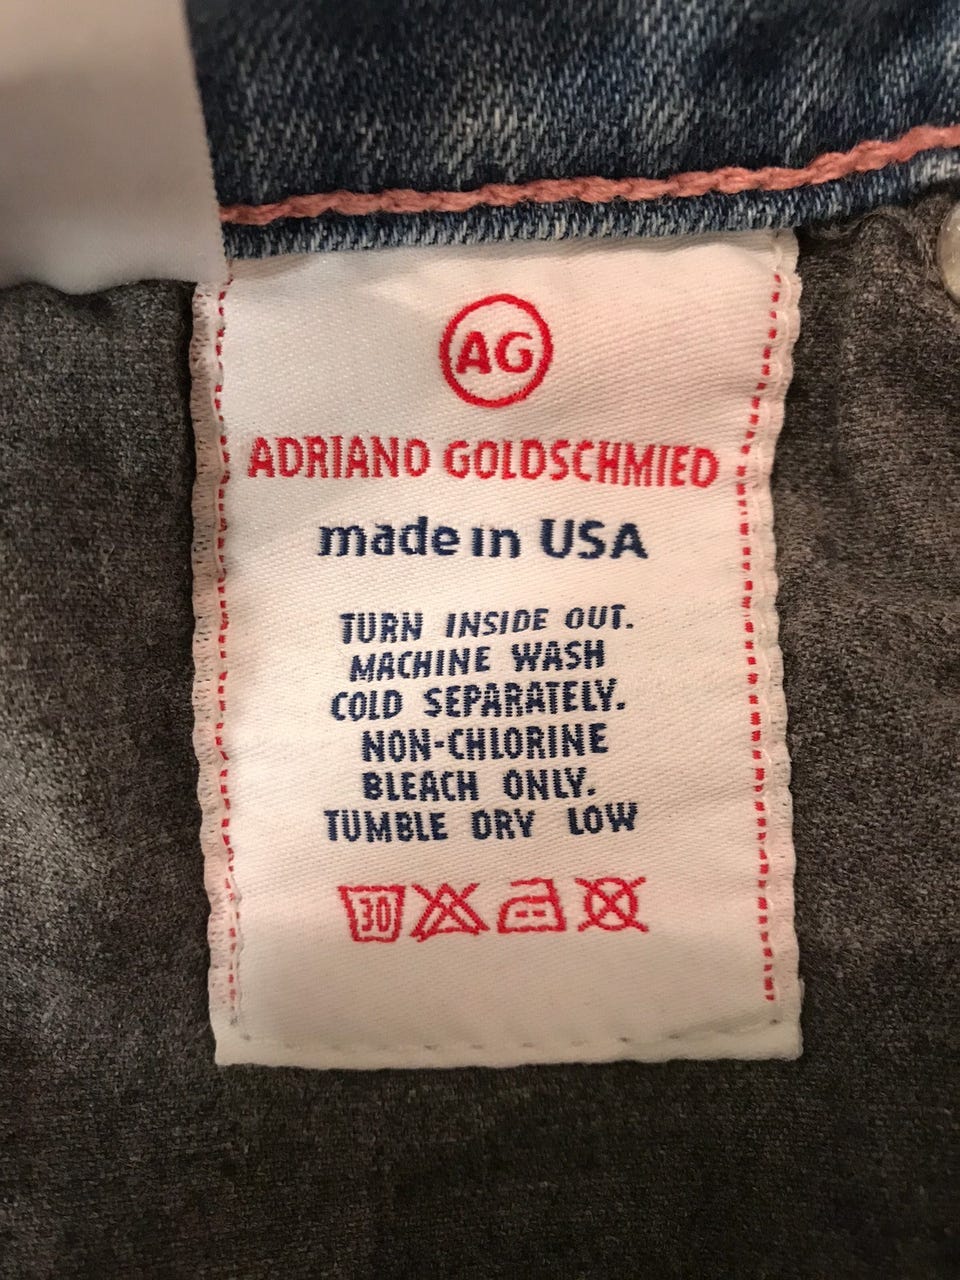 AG
ADRIANO GOLDSCHMIED
made in USA
TURN INSIDE OUT.
MACHINE WASH
COLD SEPARATELY.
NON-CHLORINE
BLEACH ONLY.
TUMBLE DRY LOW
30